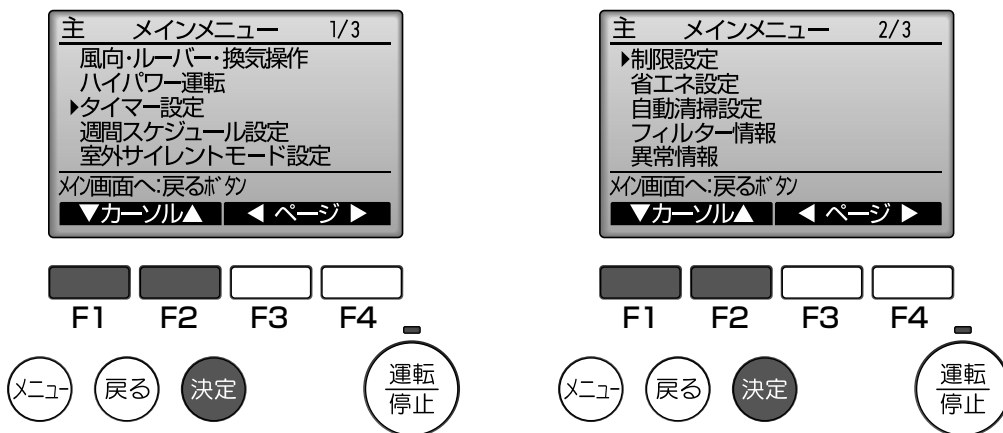 主 メインメニュー 1/3
風向・ルーバー・換気操作
ハイパワー運転
▶タイマー設定
週間スケジュール設定
室外サイレントモード設定
メイン画面へ:戻るボタン
▼カーソル▲ ◀ ページ ▶
F1 F2 F3 F4
メニュー 戻る 決定 運転
停止
主 メインメニュー 2/3
▶制限設定
省エネ設定
自動清掃設定
フィルター情報
異常情報
メイン画面へ:戻るボタン
▼カーソル▲ ◀ ページ ▶
F1 F2 F3 F4
メニュー 戻る 決定 運転
停止